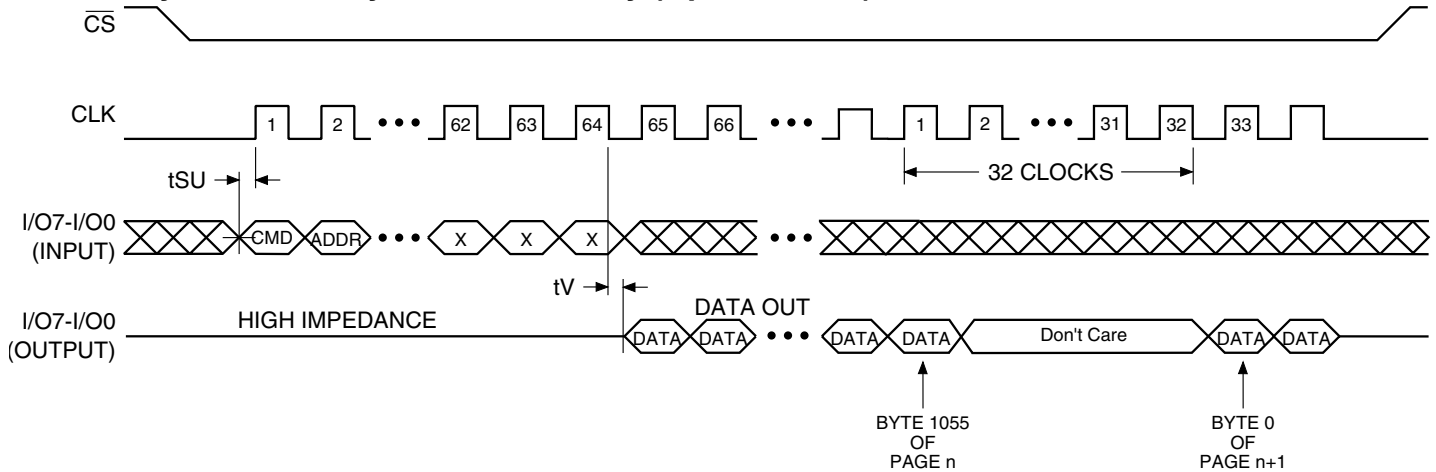 CS
CLK
1 2 ••• 62 63 64 65 66 ••• 1 2 ••• 31 32 33
tSU
32 CLOCKS
I/O7-I/O0
(INPUT)
CMD ADDR ••• X X X •••
tV
DATA OUT
I/O7-I/O0
(OUTPUT)
HIGH IMPEDANCE
DATA DATA ••• DATA DATA Don't Care DATA DATA
BYTE 1055
OF
PAGE n
BYTE 0
OF
PAGE n+1